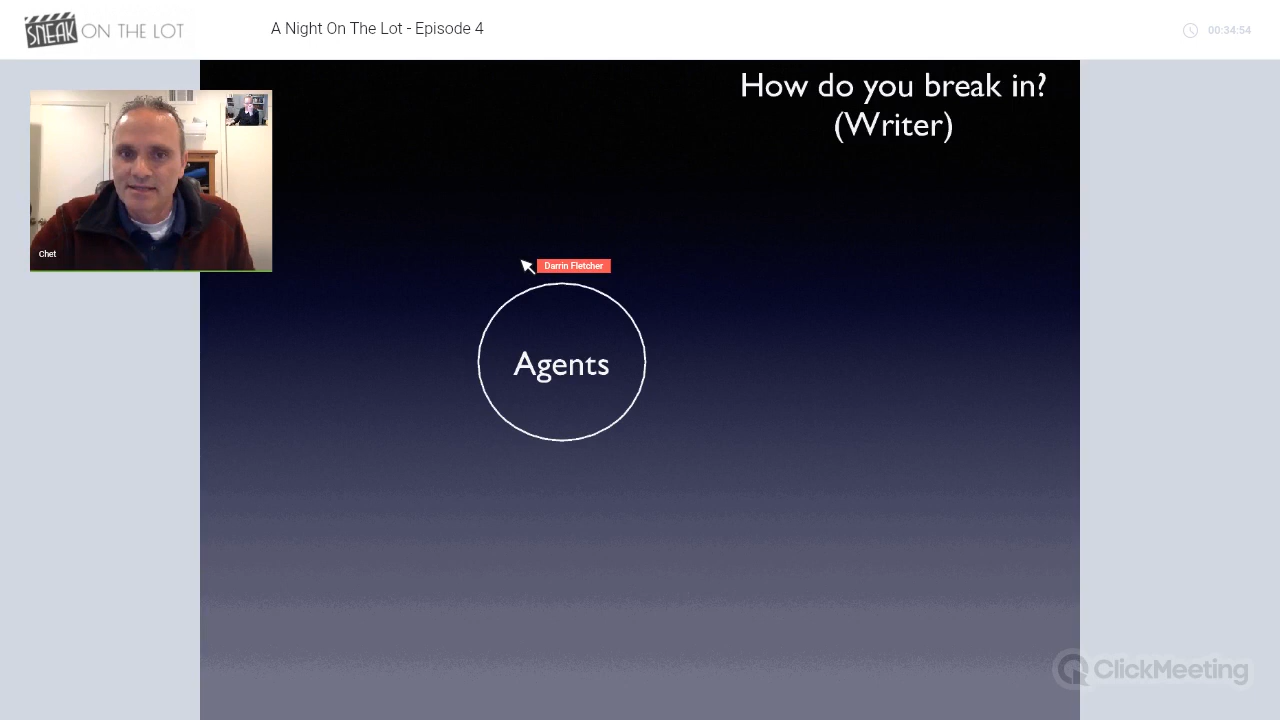 SNEAK ON THE LOT
A Night On The Lot - Episode 4
00:34:54
How do you break in?
(Writer)
Chet
Darrin Fletcher
Agents
ClickMeeting